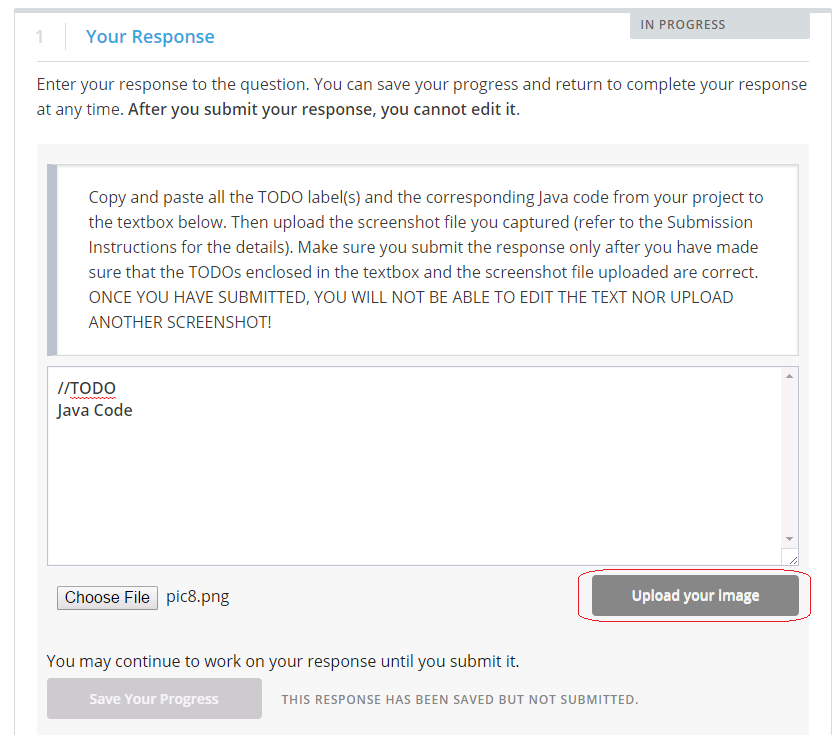 1 Your Response IN PROGRESS
Enter your response to the question. You can save your progress and return to complete your response
at any time. After you submit your response, you cannot edit it.
Copy and paste all the TODO label(s) and the corresponding Java code from your project to
the textbox below. Then upload the screenshot file you captured (refer to the Submission
Instructions for the details). Make sure you submit the response only after you have made
sure that the TODOs enclosed in the textbox and the screenshot file uploaded are correct.
ONCE YOU HAVE SUBMITTED, YOU WILL NOT BE ABLE TO EDIT THE TEXT NOR UPLOAD
ANOTHER SCREENSHOT!
//TODO
Java Code
Choose File pic8.png Upload your Image
You may continue to work on your response until you submit it.
Save Your Progress THIS RESPONSE HAS BEEN SAVED BUT NOT SUBMITTED.